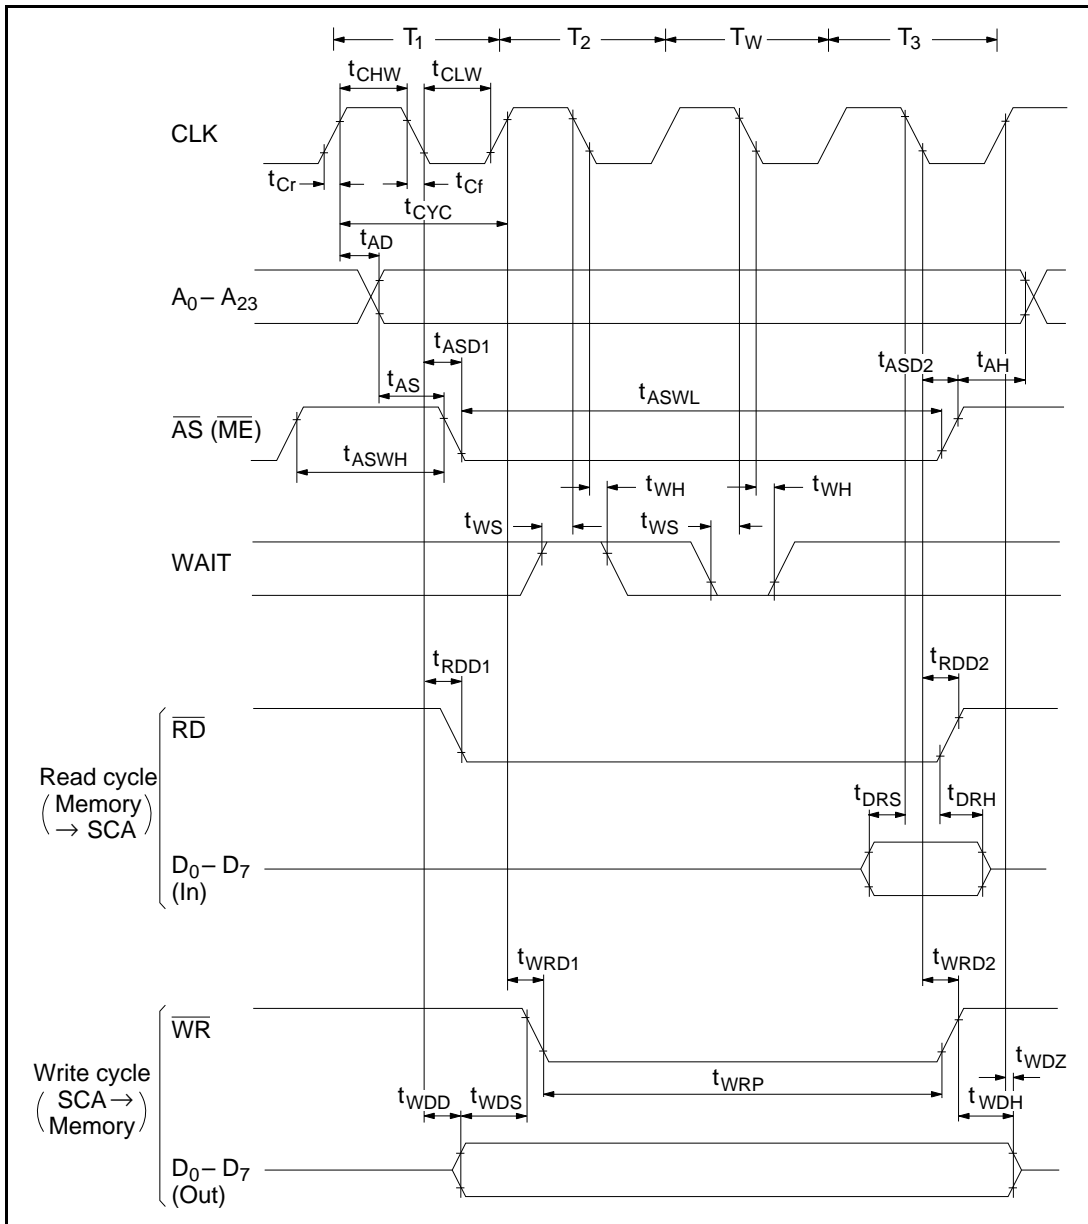 T1 T2 TW T3
tCHW tCLW
CLK
tCr tCf
tCYC
tAD
A0 – A23
tASD1 tASD2 tAH
tAS tASWL
AS (ME)
tASWH
tWH tWH
tWS tWS
WAIT
tRDD1 tRDD2
RD
Read cycle
(Memory
→ SCA)
tDRS tDRH
D0 – D7
(In)
tWRD1 tWRD2
WR
Write cycle
(SCA →
Memory)
tWDZ
tWRP
tWDD tWDS tWDH
D0 – D7
(Out)